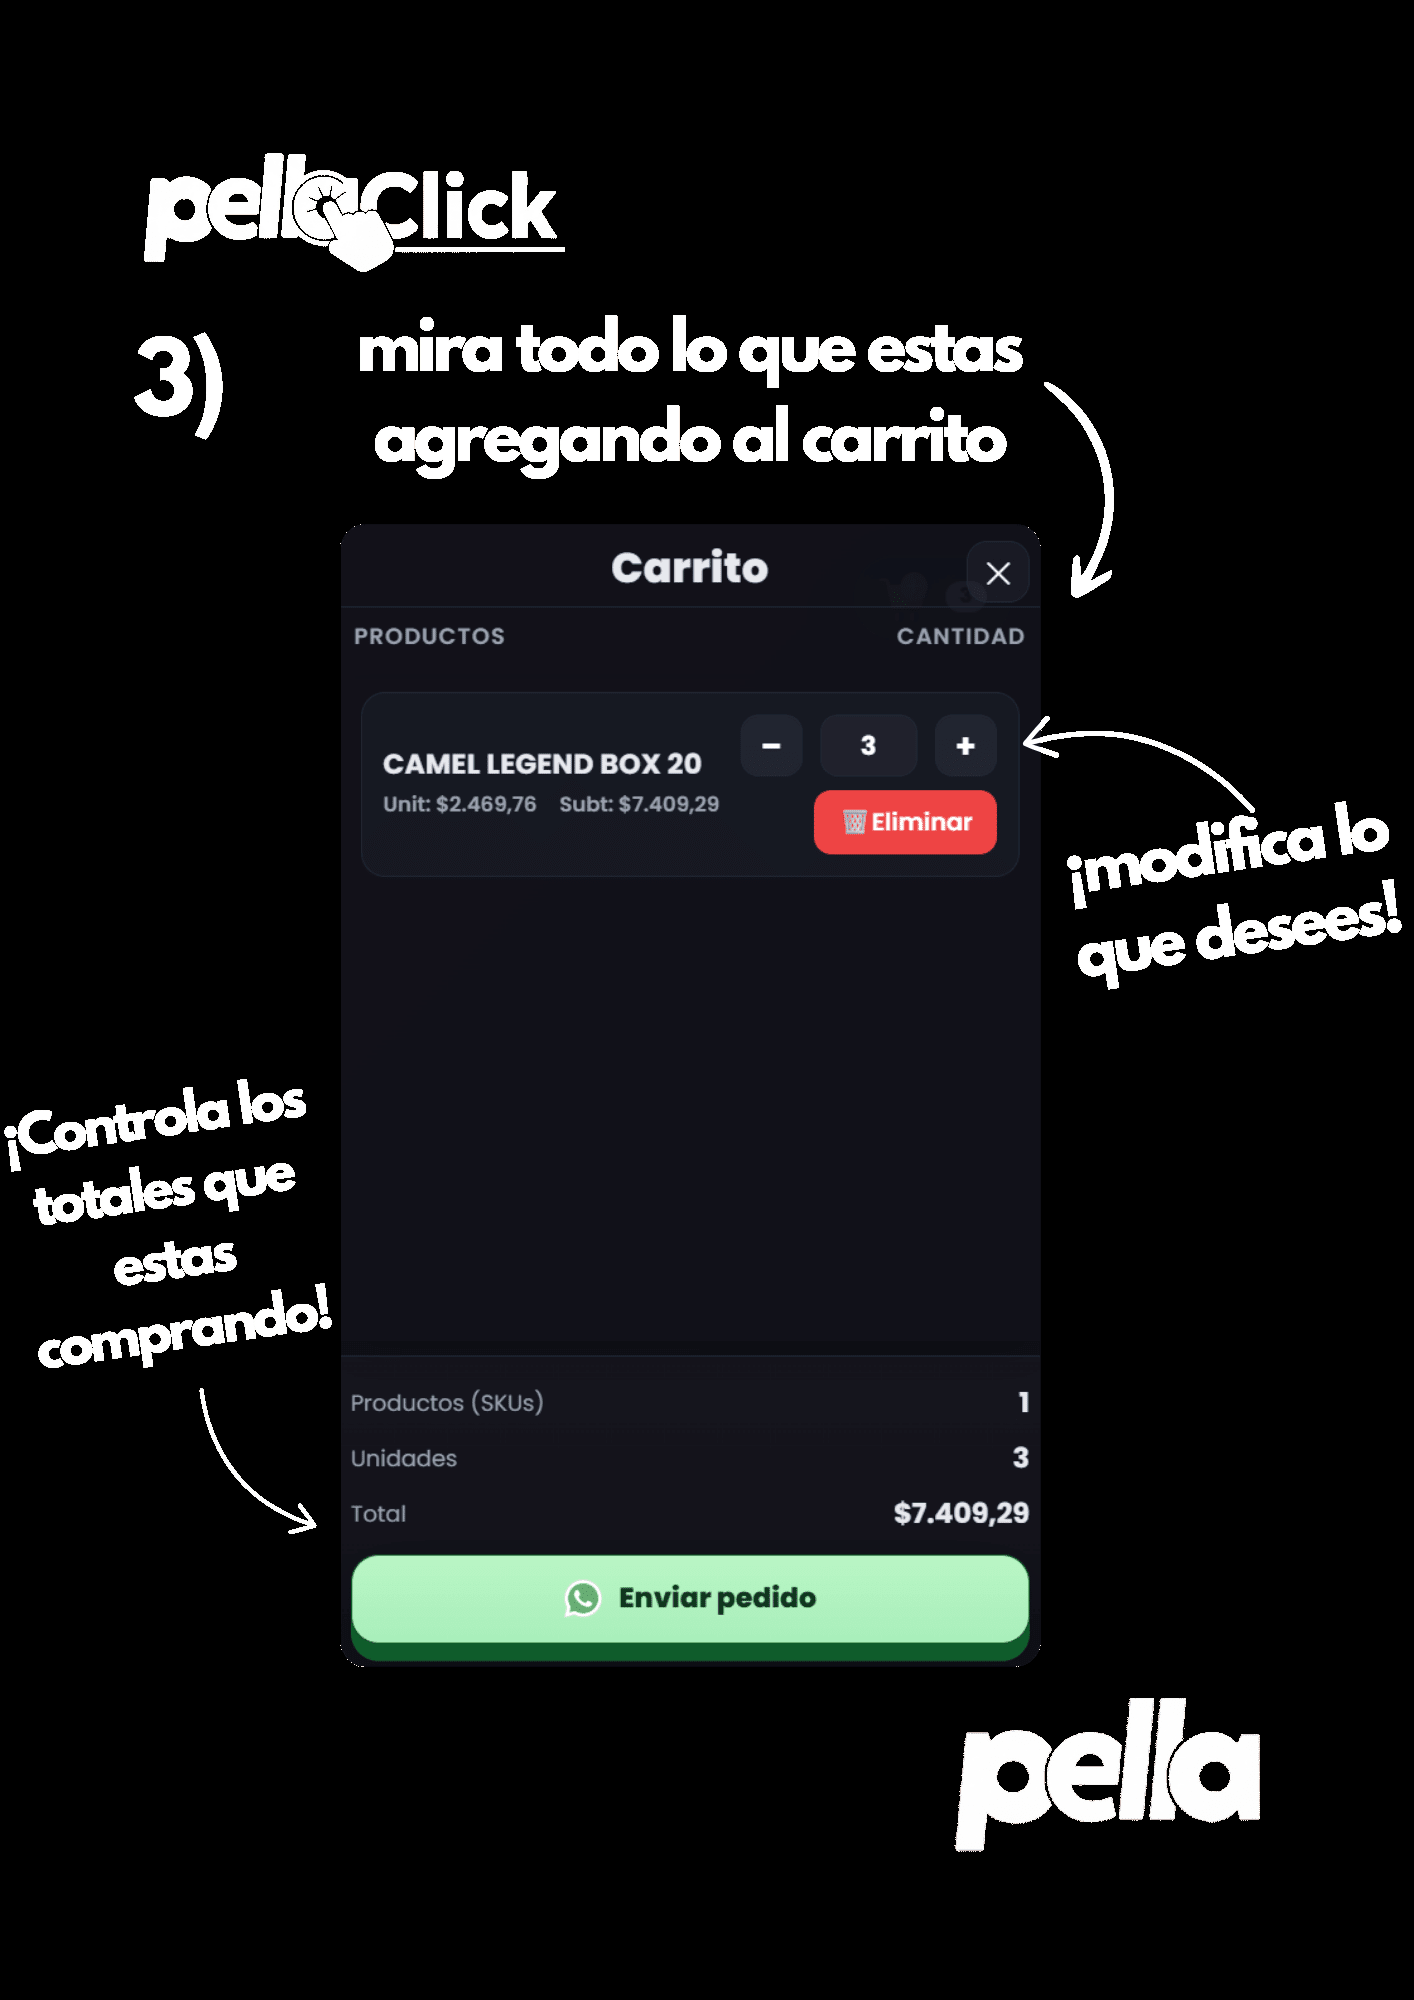 pellaClick
3)
mira todo lo que estas
agregando al carrito
Carrito
3
PRODUCTOS
CANTIDAD
CAMEL LEGEND BOX 20
Unit: $2.469,76 Subt: $7.409,29
- 3 +
Eliminar
¡modifica lo
que desees!
¡Controla los
totales que
estas
comprando!
Productos (SKUs) 1
Unidades 3
Total $7.409,29
Enviar pedido
pella